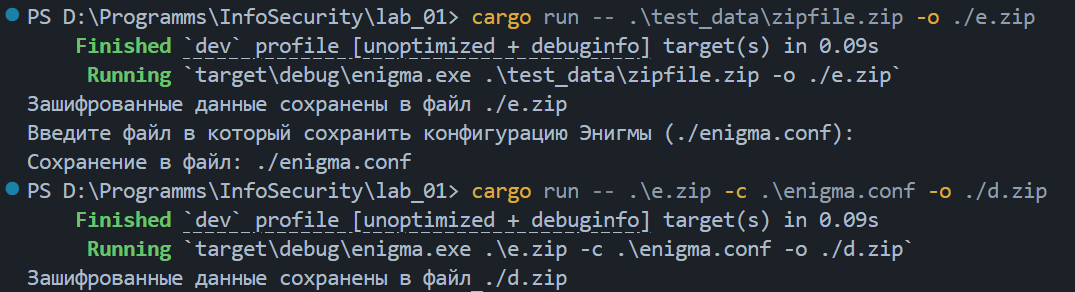 PS D:\Programms\InfoSecurity\lab_01> cargo run -- .\test_data\zipfile.zip -o ./e.zip
Finished `dev` profile [unoptimized + debuginfo] target(s) in 0.09s
Running `target\debug\enigma.exe .\test_data\zipfile.zip -o ./e.zip`
Зашифрованные данные сохранены в файл ./e.zip
Введите файл в который сохранить конфигурацию Энигмы (./enigma.conf):
Сохранение в файл: ./enigma.conf
PS D:\Programms\InfoSecurity\lab_01> cargo run -- .\e.zip -c .\enigma.conf -o ./d.zip
Finished `dev` profile [unoptimized + debuginfo] target(s) in 0.09s
Running `target\debug\enigma.exe .\e.zip -c .\enigma.conf -o ./d.zip`
Зашифрованные данные сохранены в файл ./d.zip